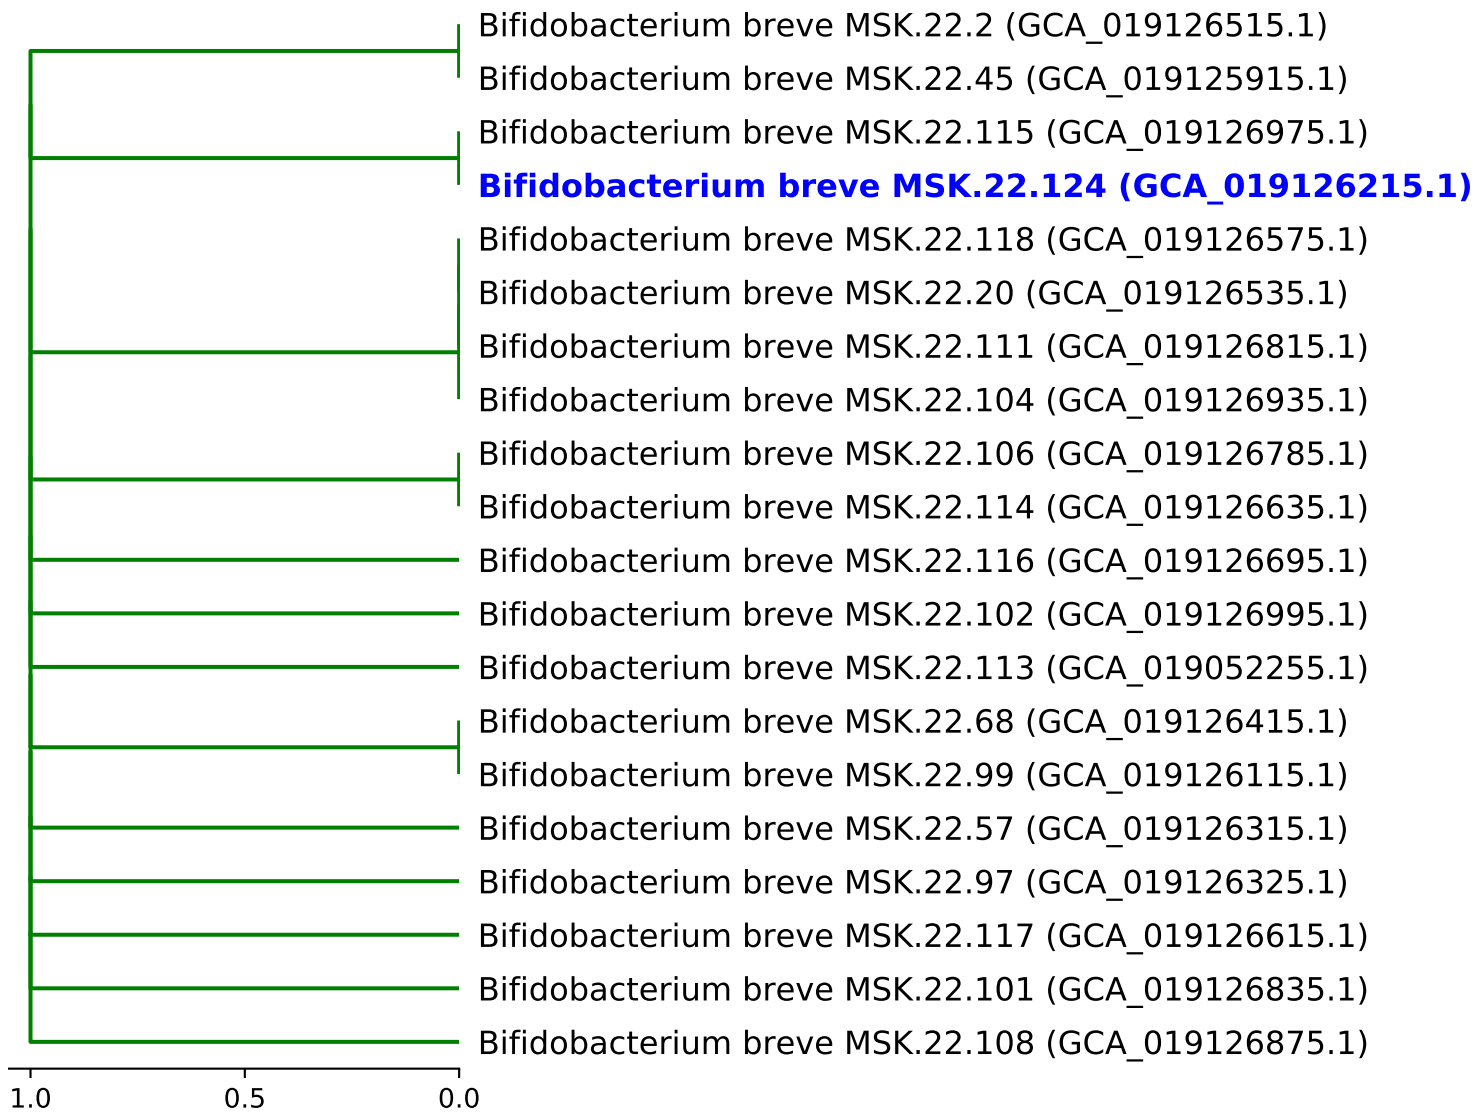 Bifidobacterium breve MSK.22.2 (GCA_019126515.1)
Bifidobacterium breve MSK.22.45 (GCA_019125915.1)
Bifidobacterium breve MSK.22.115 (GCA_019126975.1)
Bifidobacterium breve MSK.22.124 (GCA_019126215.1)
Bifidobacterium breve MSK.22.118 (GCA_019126575.1)
Bifidobacterium breve MSK.22.20 (GCA_019126535.1)
Bifidobacterium breve MSK.22.111 (GCA_019126815.1)
Bifidobacterium breve MSK.22.104 (GCA_019126935.1)
Bifidobacterium breve MSK.22.106 (GCA_019126785.1)
Bifidobacterium breve MSK.22.114 (GCA_019126635.1)
Bifidobacterium breve MSK.22.116 (GCA_019126695.1)
Bifidobacterium breve MSK.22.102 (GCA_019126995.1)
Bifidobacterium breve MSK.22.113 (GCA_019052255.1)
Bifidobacterium breve MSK.22.68 (GCA_019126415.1)
Bifidobacterium breve MSK.22.99 (GCA_019126115.1)
Bifidobacterium breve MSK.22.57 (GCA_019126315.1)
Bifidobacterium breve MSK.22.97 (GCA_019126325.1)
Bifidobacterium breve MSK.22.117 (GCA_019126615.1)
Bifidobacterium breve MSK.22.101 (GCA_019126835.1)
Bifidobacterium breve MSK.22.108 (GCA_019126875.1)
1.0 0.5 0.0